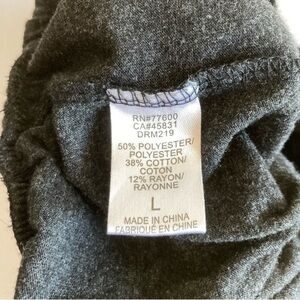 RN#77600
CA#45831
DRM219
50% POLYESTER/
POLYESTER
38% COTTON/
COTON
12% RAYON/
RAYONNE
L
MADE IN CHINA
FABRIQUÉ EN CHINE